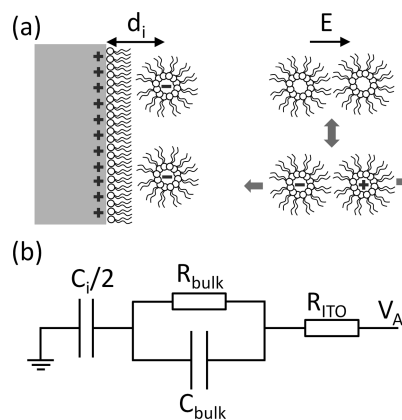 (a)
d_i
E
+
+
+
+
+
+
+
+
+
+
−
−
− +
(b)
C_i/2
R_bulk
C_bulk
R_ITO
V_A